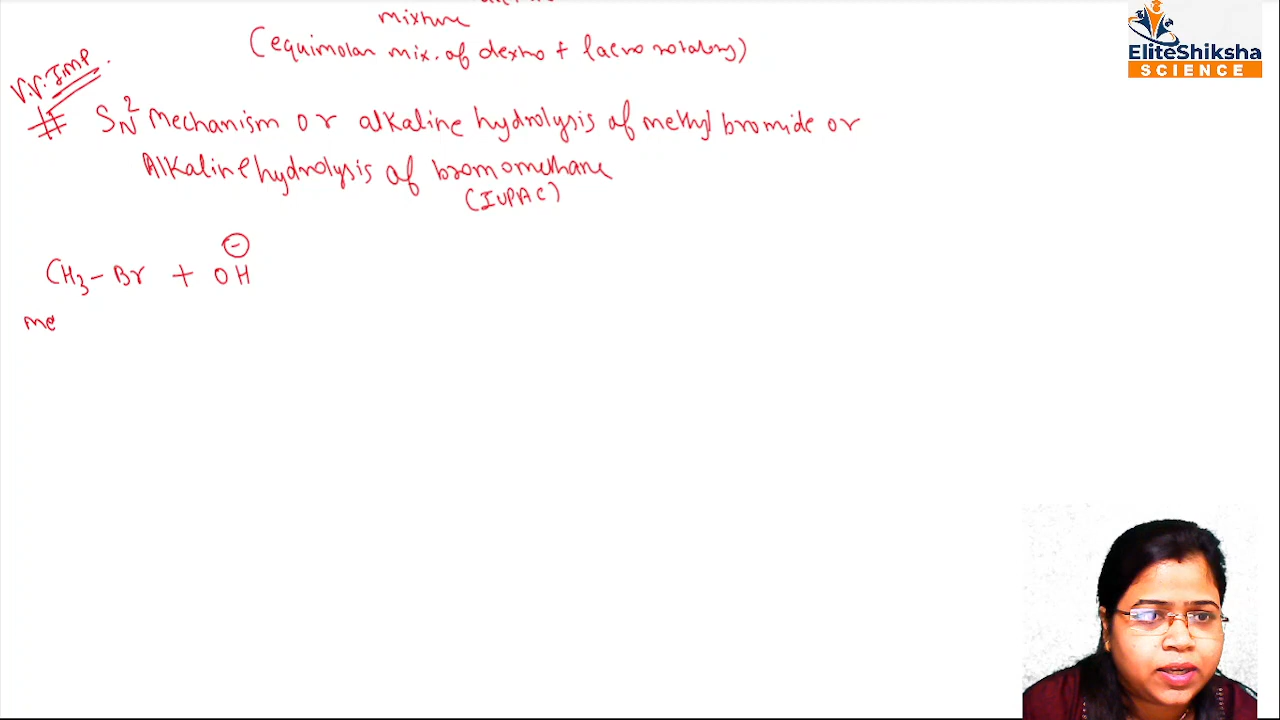 mixture
(equimolar mix. of dextro + laevo rotatory)
V.V. Imp.
# SN² Mechanism or alkaline hydrolysis of methyl bromide or
Alkaline hydrolysis of bromomethane
(IUPAC)
CH₃–Br + OH⊖
me
EliteShiksha
SCIENCE